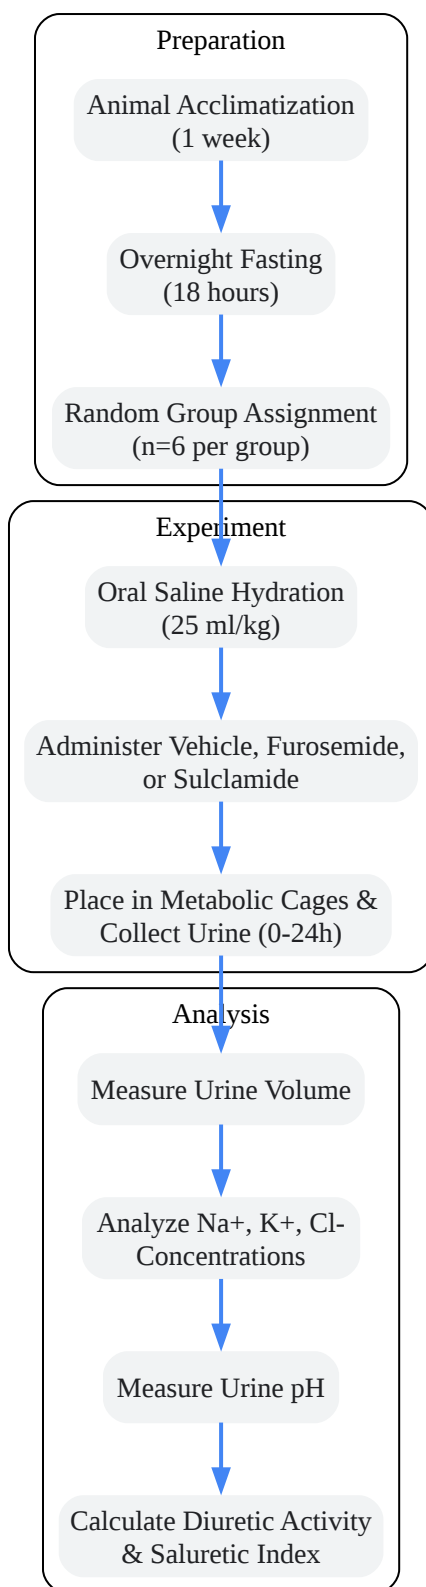 Preparation
Animal Acclimatization
(1 week)
Overnight Fasting
(18 hours)
Random Group Assignment
(n=6 per group)
Experiment
Oral Saline Hydration
(25 ml/kg)
Administer Vehicle, Furosemide,
or Sulclamide
Place in Metabolic Cages &
Collect Urine (0-24h)
Analysis
Measure Urine Volume
Analyze Na+, K+, Cl-
Concentrations
Measure Urine pH
Calculate Diuretic Activity
& Saluretic Index